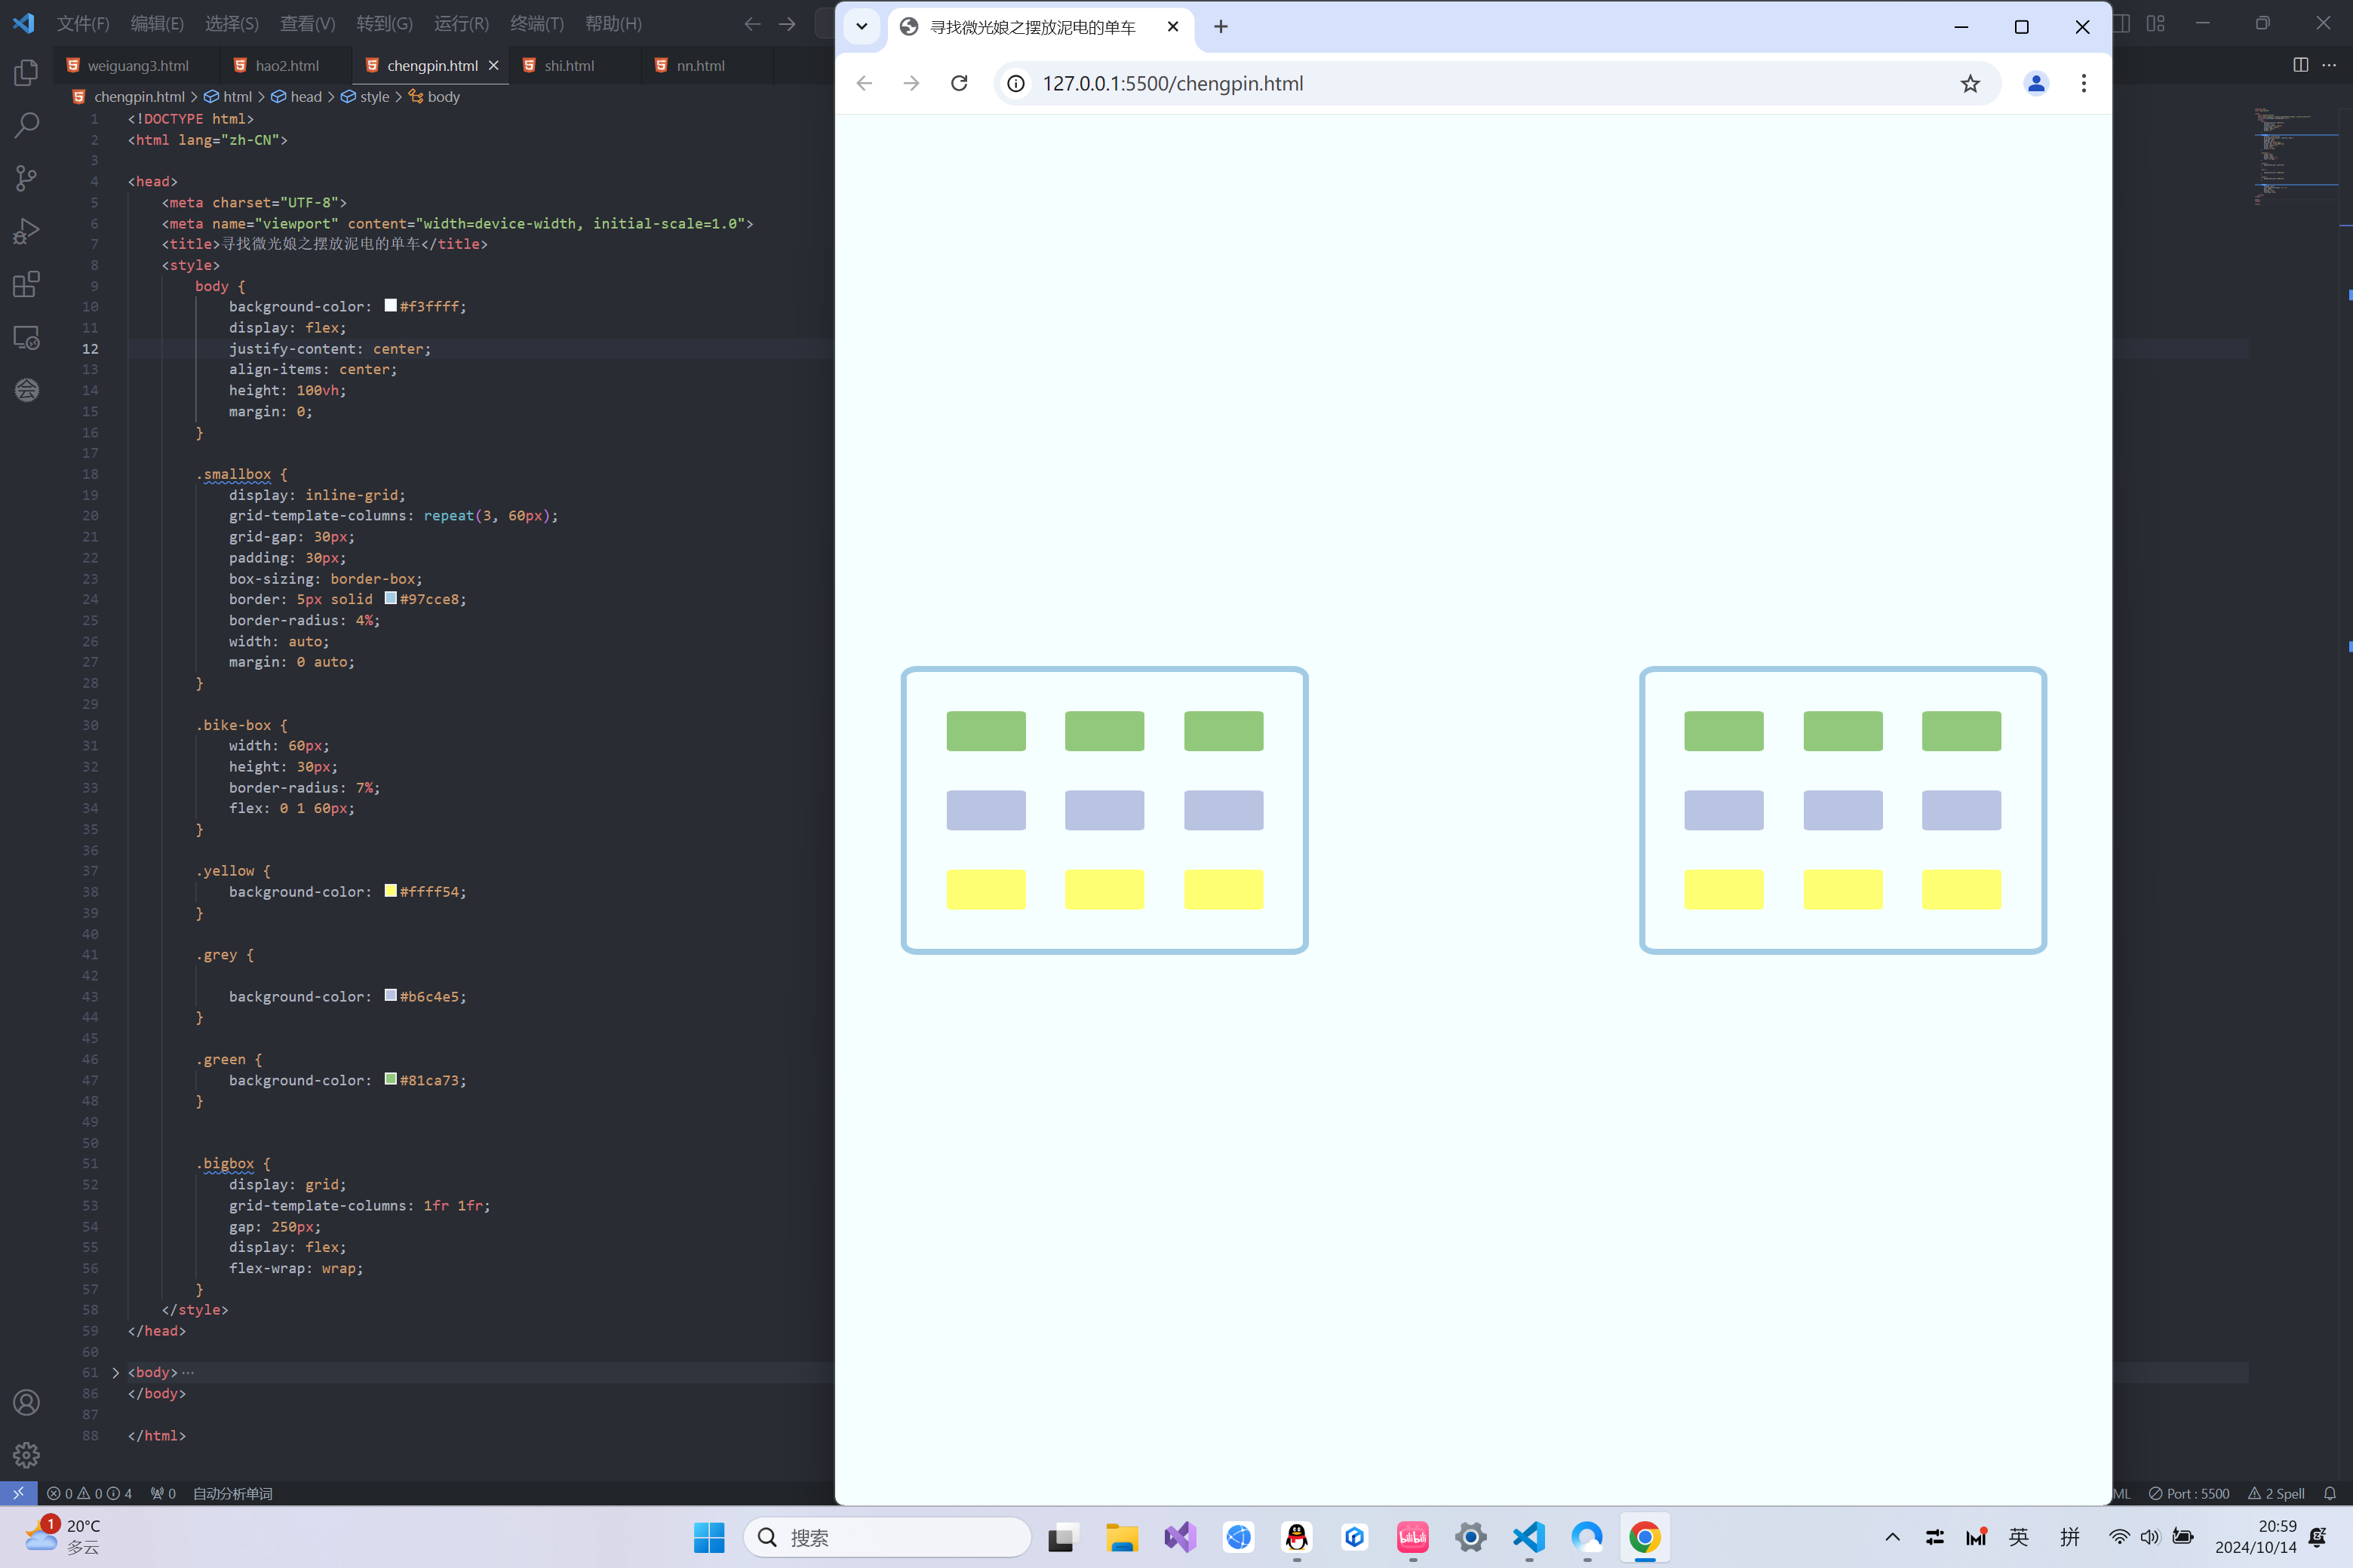 文件(F) 编辑(E) 选择(S) 查看(V) 转到(G) 运行(R) 终端(T) 帮助(H)
weiguang3.html hao2.html chengpin.html shi.html nn.html
chengpin.html > html > head > style > body
1 <!DOCTYPE html>
2 <html lang="zh-CN">
3
4 <head>
5 <meta charset="UTF-8">
6 <meta name="viewport" content="width=device-width, initial-scale=1.0">
7 <title>寻找微光娘之摆放泥电的单车</title>
8 <style>
9 body {
10 background-color: #f3ffff;
11 display: flex;
12 justify-content: center;
13 align-items: center;
14 height: 100vh;
15 margin: 0;
16 }
17
18 .smallbox {
19 display: inline-grid;
20 grid-template-columns: repeat(3, 60px);
21 grid-gap: 30px;
22 padding: 30px;
23 box-sizing: border-box;
24 border: 5px solid #97cce8;
25 border-radius: 4%;
26 width: auto;
27 margin: 0 auto;
28 }
29
30 .bike-box {
31 width: 60px;
32 height: 30px;
33 border-radius: 7%;
34 flex: 0 1 60px;
35 }
36
37 .yellow {
38 background-color: #ffff54;
39 }
40
41 .grey {
42
43 background-color: #b6c4e5;
44 }
45
46 .green {
47 background-color: #81ca73;
48 }
49
50
51 .bigbox {
52 display: grid;
53 grid-template-columns: 1fr 1fr;
54 gap: 250px;
55 display: flex;
56 flex-wrap: wrap;
57 }
58 </style>
59 </head>
60
61 <body>…
86 </body>
87
88 </html>
0 0 4 0 自动分析单词
寻找微光娘之摆放泥电的单车
127.0.0.1:5500/chengpin.html
ML Port : 5500 2 Spell
1
20°C
多云
搜索
bilibili
英 拼
20:59
2024/10/14